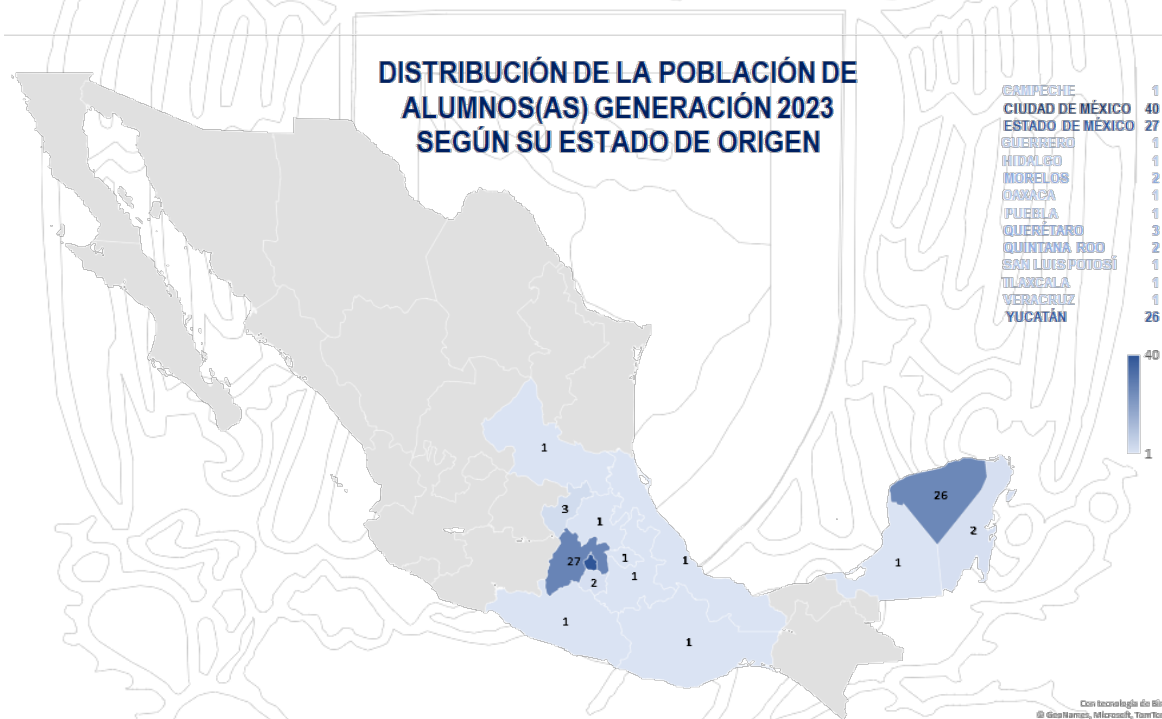 DISTRIBUCIÓN DE LA POBLACIÓN DE
ALUMNOS(AS) GENERACIÓN 2023
SEGÚN SU ESTADO DE ORIGEN
CAMPECHE 1
CIUDAD DE MÉXICO 40
ESTADO DE MÉXICO 27
GUERRERO 1
HIDALGO 1
MORELOS 2
OAXACA 1
PUEBLA 1
QUERÉTARO 3
QUINTANA ROO 2
SAN LUIS POTOSÍ 1
TLAXCALA 1
VERACRUZ 1
YUCATÁN 26
40
1
1
3
1
27
1
1
2
1
1
1
26
2
1
Con tecnología de Bi
© GeoNames, Microsoft, TomTo